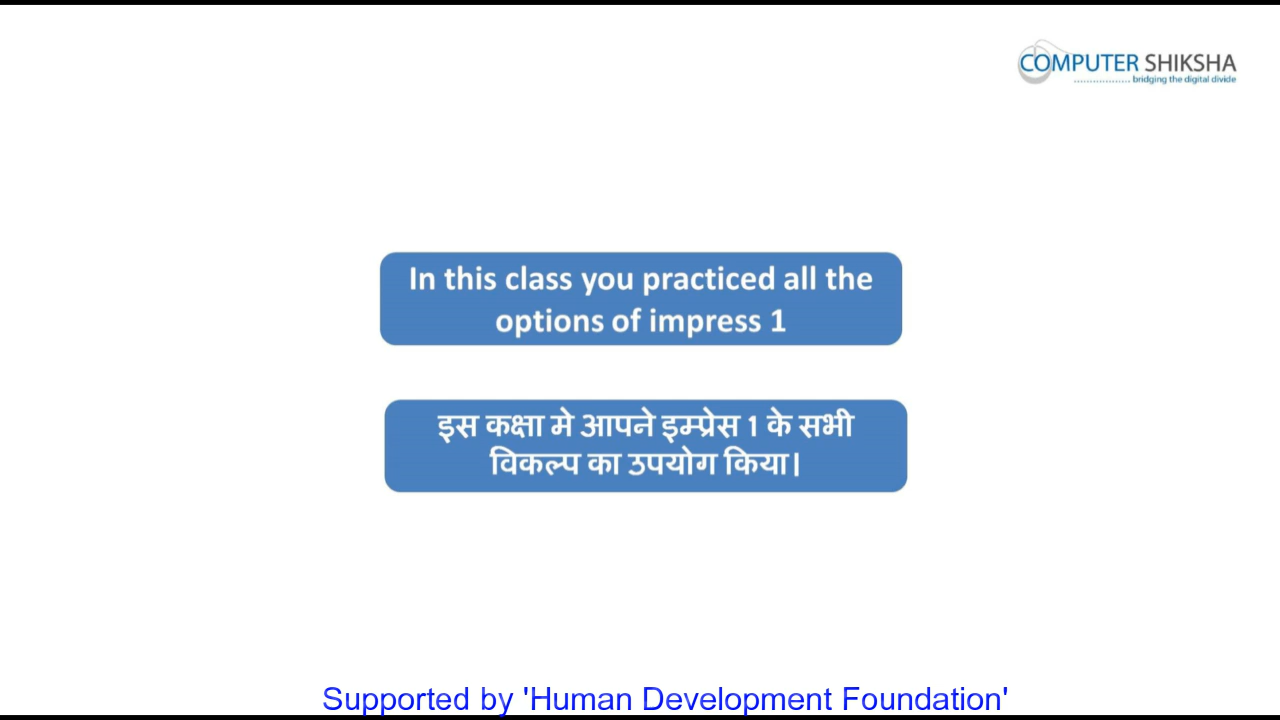 COMPUTER SHIKSHA
.................. bridging the digital divide
In this class you practiced all the
options of impress 1
इस कक्षा मे आपने इम्प्रेस 1 के सभी
विकल्प का उपयोग किया।
Supported by 'Human Development Foundation'